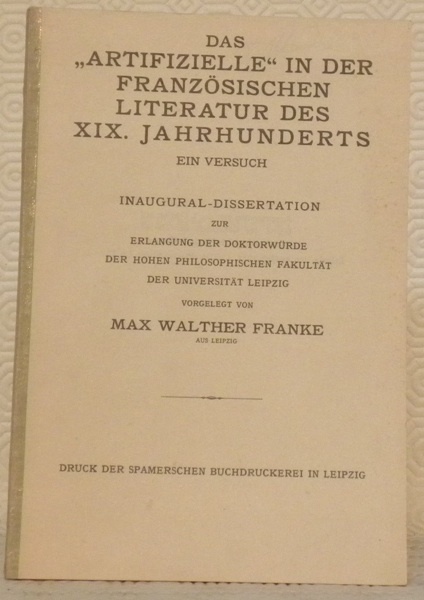 DAS
„ARTIFIZIELLE“ IN DER
FRANZÖSISCHEN
LITERATUR DES
XIX. JAHRHUNDERTS
EIN VERSUCH
INAUGURAL-DISSERTATION
ZUR
ERLANGUNG DER DOKTORWÜRDE
DER HOHEN PHILOSOPHISCHEN FAKULTÄT
DER UNIVERSITÄT LEIPZIG
VORGELEGT VON
MAX WALTHER FRANKE
AUS LEIPZIG
DRUCK DER SPAMERSCHEN BUCHDRUCKEREI IN LEIPZIG